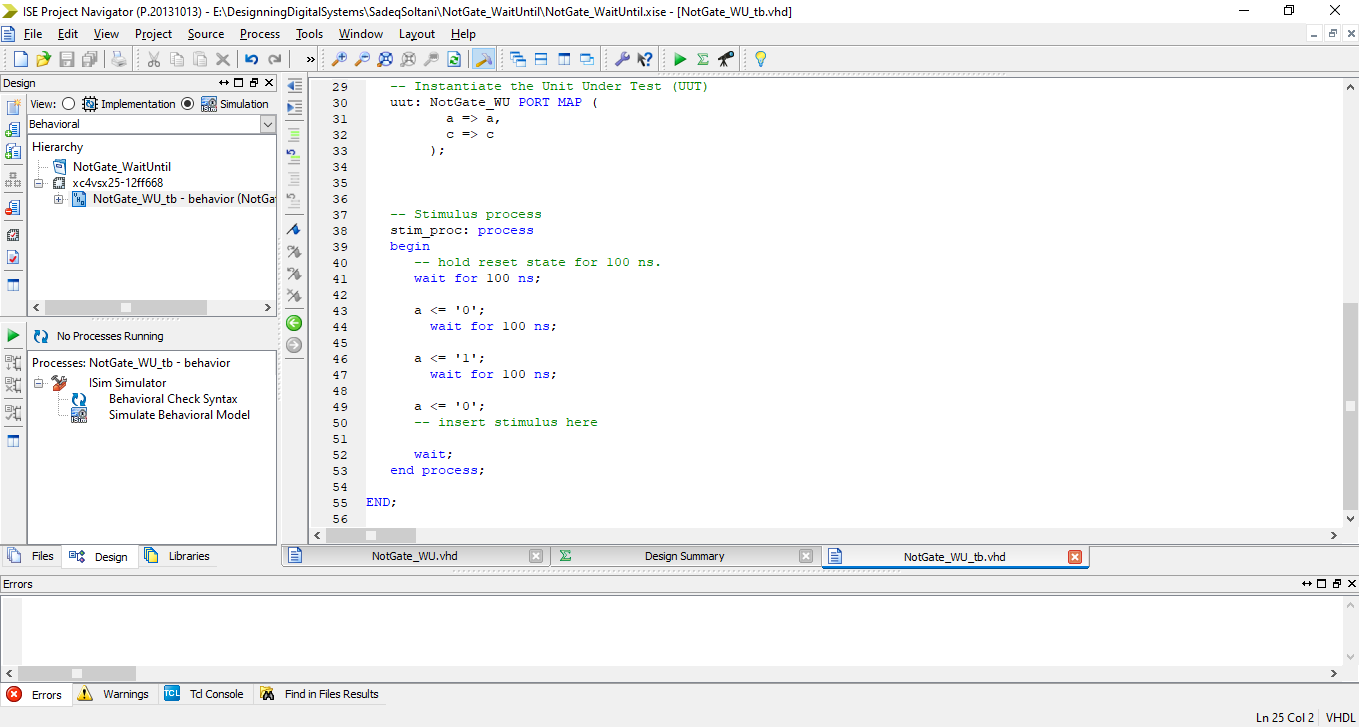 ISE Project Navigator (P.20131013) - E:\DesignningDigitalSystems\SadeqSoltani\NotGate_WaitUntil\NotGate_WaitUntil.xise - [NotGate_WU_tb.vhd]
File Edit View Project Source Process Tools Window Layout Help
»
Design
View: Implementation Simulation
Behavioral
Hierarchy
NotGate_WaitUntil
xc4vsx25-12ff668
NotGate_WU_tb - behavior (NotGa
No Processes Running
Processes: NotGate_WU_tb - behavior
ISim Simulator
Behavioral Check Syntax
Simulate Behavioral Model
Files Design Libraries
29 -- Instantiate the Unit Under Test (UUT)
30 uut: NotGate_WU PORT MAP (
31 a => a,
32 c => c
33 );
34
35
36
37 -- Stimulus process
38 stim_proc: process
39 begin
40 -- hold reset state for 100 ns.
41 wait for 100 ns;
42
43 a <= '0';
44 wait for 100 ns;
45
46 a <= '1';
47 wait for 100 ns;
48
49 a <= '0';
50 -- insert stimulus here
51
52 wait;
53 end process;
54
55 END;
56
NotGate_WU.vhd Design Summary NotGate_WU_tb.vhd
Errors
Errors Warnings Tcl Console Find in Files Results
Ln 25 Col 2 VHDL